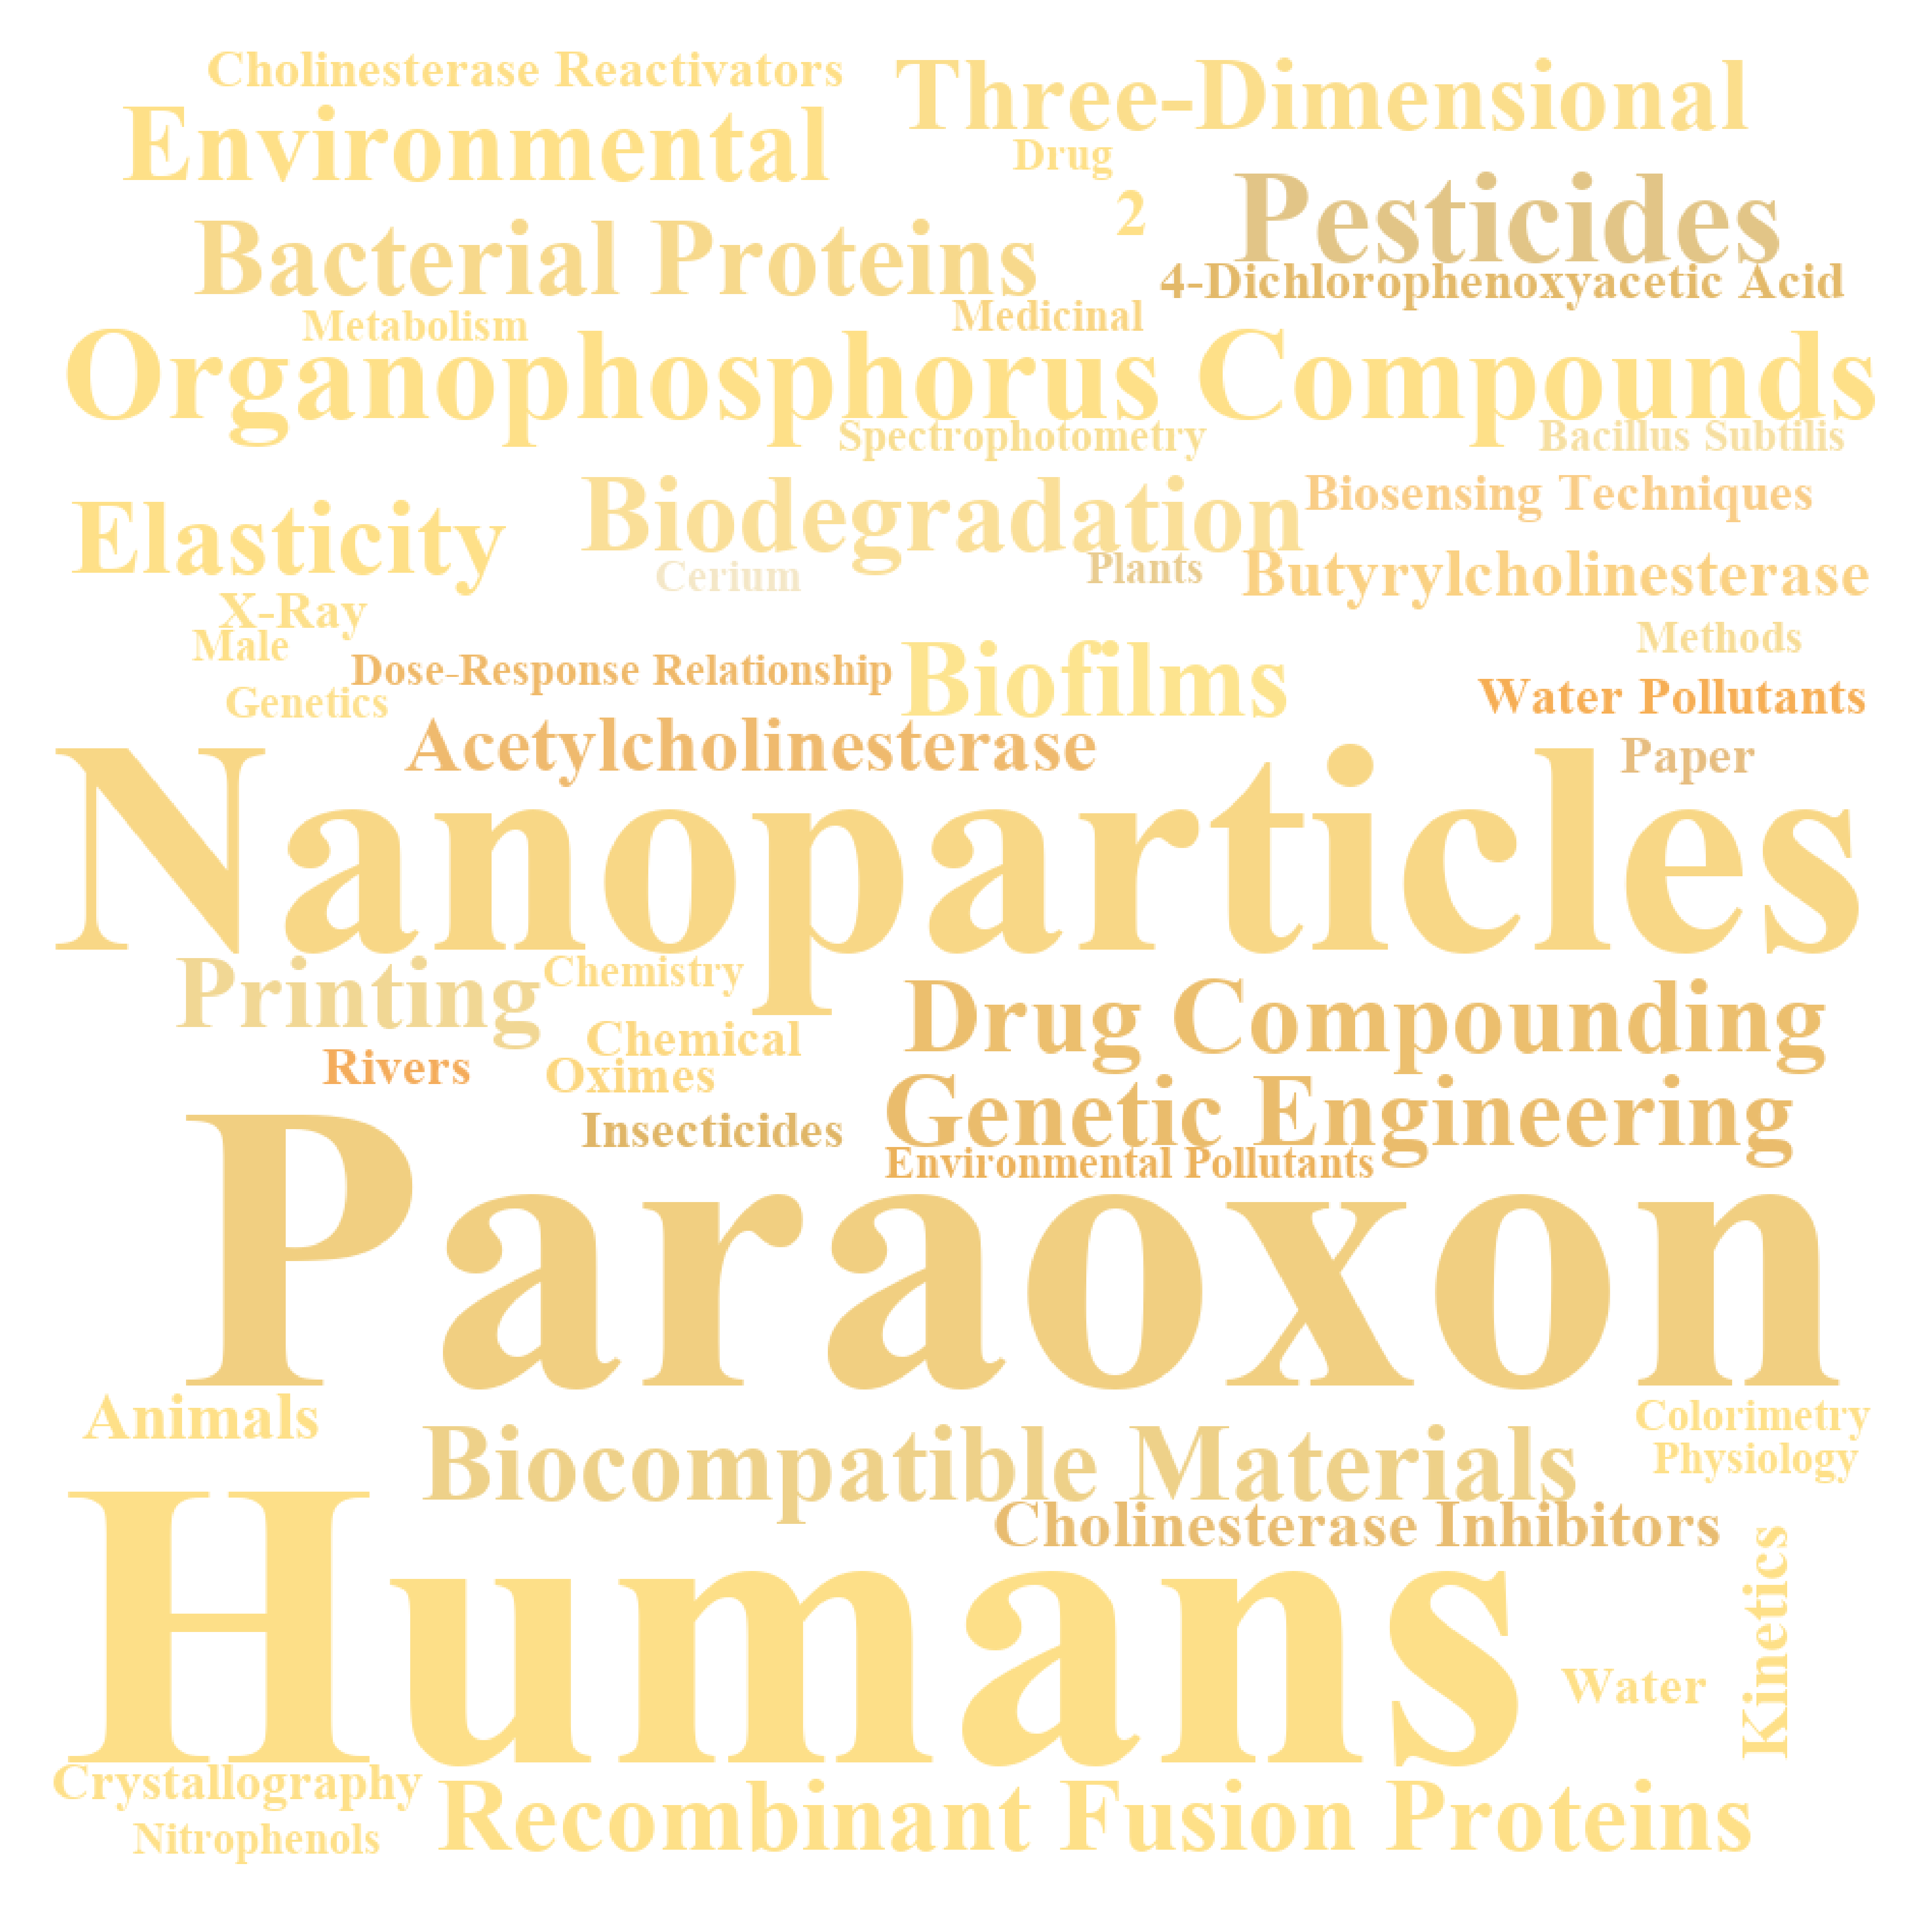 Cholinesterase Reactivators
Three-Dimensional
Environmental
Drug
2
Pesticides
Bacterial Proteins
4-Dichlorophenoxyacetic Acid
Metabolism
Medicinal
Organophosphorus Compounds
Spectrophotometry
Bacillus Subtilis
Elasticity
Biodegradation
Biosensing Techniques
Cerium
Plants
Butyrylcholinesterase
X-Ray
Male
Methods
Dose-Response Relationship
Biofilms
Genetics
Water Pollutants
Acetylcholinesterase
Paper
Nanoparticles
Printing
Chemistry
Drug Compounding
Chemical
Rivers
Oximes
Genetic Engineering
Insecticides
Environmental Pollutants
Paraoxon
Animals
Colorimetry
Biocompatible Materials
Physiology
Cholinesterase Inhibitors
Humans
Kinetics
Water
Crystallography
Recombinant Fusion Proteins
Nitrophenols